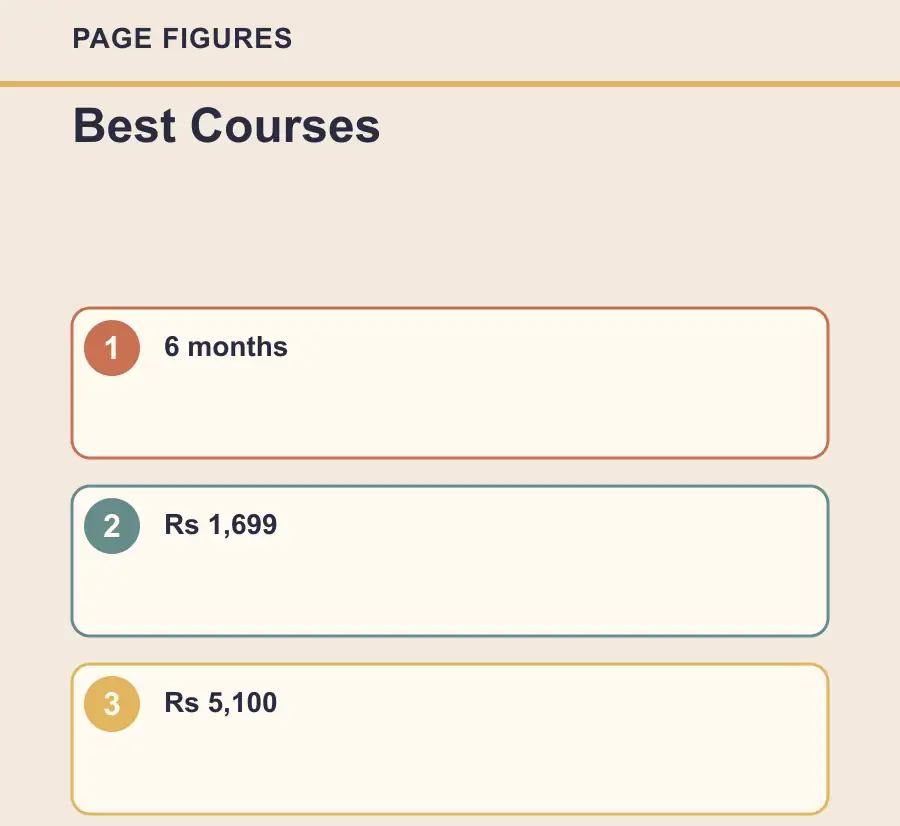 PAGE FIGURES
Best Courses
1 6 months
2 Rs 1,699
3 Rs 5,100